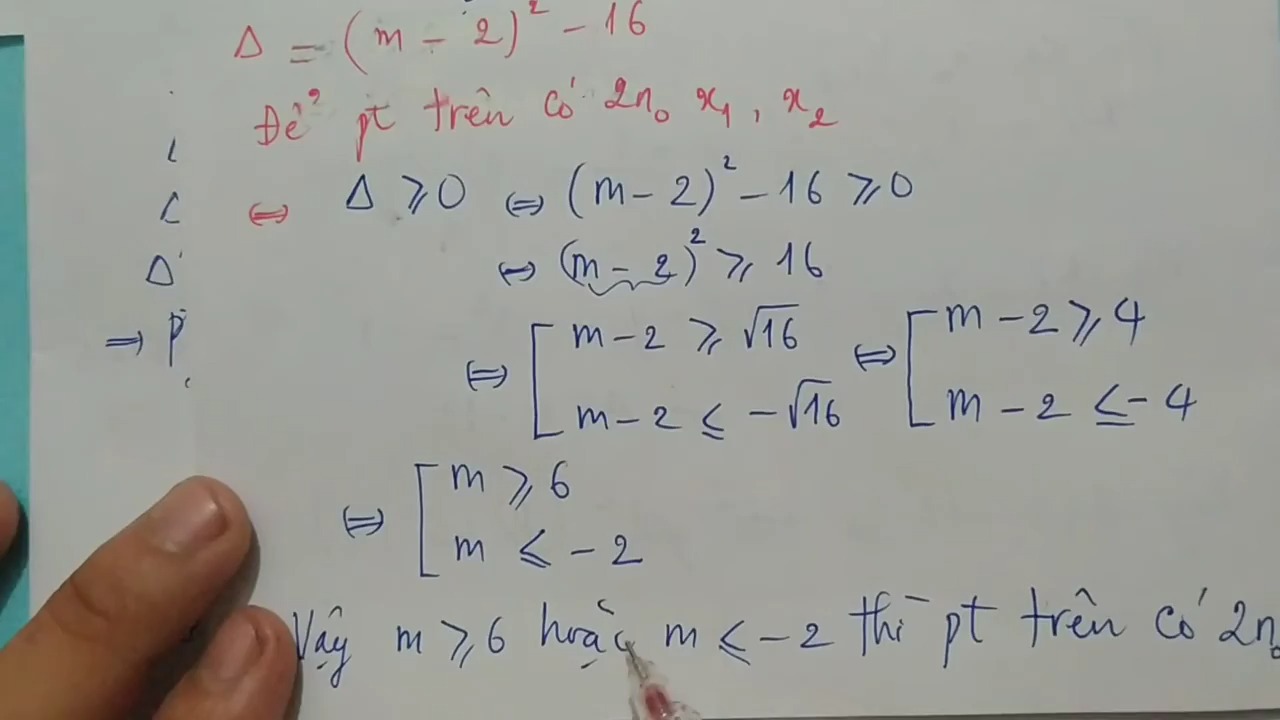 Δ = (m - 2)² - 16
Để pt trên có 2n₀ x₁, x₂
⇔ Δ ⩾ 0 ⇔ (m - 2)² - 16 ⩾ 0
⇔ (m - 2)² ⩾ 16
⇔ [ m - 2 ⩾ √16 ⇔ [ m - 2 ⩾ 4
m - 2 ≤ -√16 m - 2 ≤ -4
⇔ [ m ⩾ 6
m ≤ -2
Vậy m ⩾ 6 hoặc m ≤ -2 thì pt trên có 2n₀
Δ'
⇒ P